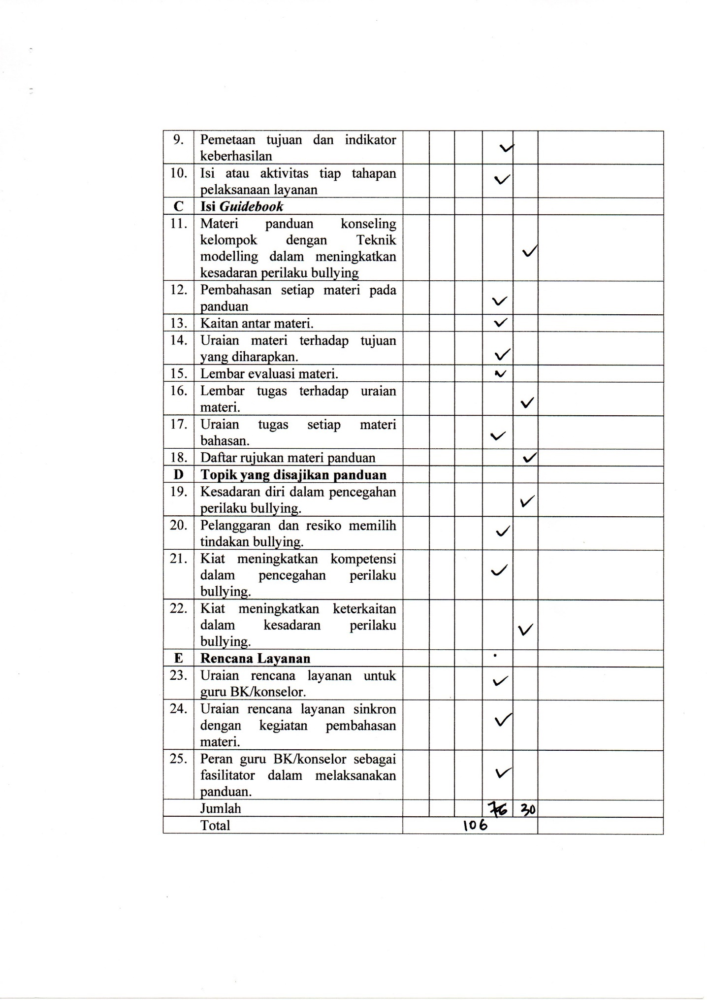 9. Pemetaan tujuan dan indikator
keberhasilan
10. Isi atau aktivitas tiap tahapan
pelaksanaan layanan
C Isi Guidebook
11. Materi panduan konseling
kelompok dengan Teknik
modelling dalam meningkatkan
kesadaran perilaku bullying
12. Pembahasan setiap materi pada
panduan
13. Kaitan antar materi.
14. Uraian materi terhadap tujuan
yang diharapkan.
15. Lembar evaluasi materi.
16. Lembar tugas terhadap uraian
materi.
17. Uraian tugas setiap materi
bahasan.
18. Daftar rujukan materi panduan
D Topik yang disajikan panduan
19. Kesadaran diri dalam pencegahan
perilaku bullying.
20. Pelanggaran dan resiko memilih
tindakan bullying.
21. Kiat meningkatkan kompetensi
dalam pencegahan perilaku
bullying.
22. Kiat meningkatkan keterkaitan
dalam kesadaran perilaku
bullying.
E Rencana Layanan
23. Uraian rencana layanan untuk
guru BK/konselor.
24. Uraian rencana layanan sinkron
dengan kegiatan pembahasan
materi.
25. Peran guru BK/konselor sebagai
fasilitator dalam melaksanakan
panduan.
Jumlah 76 30
Total 106